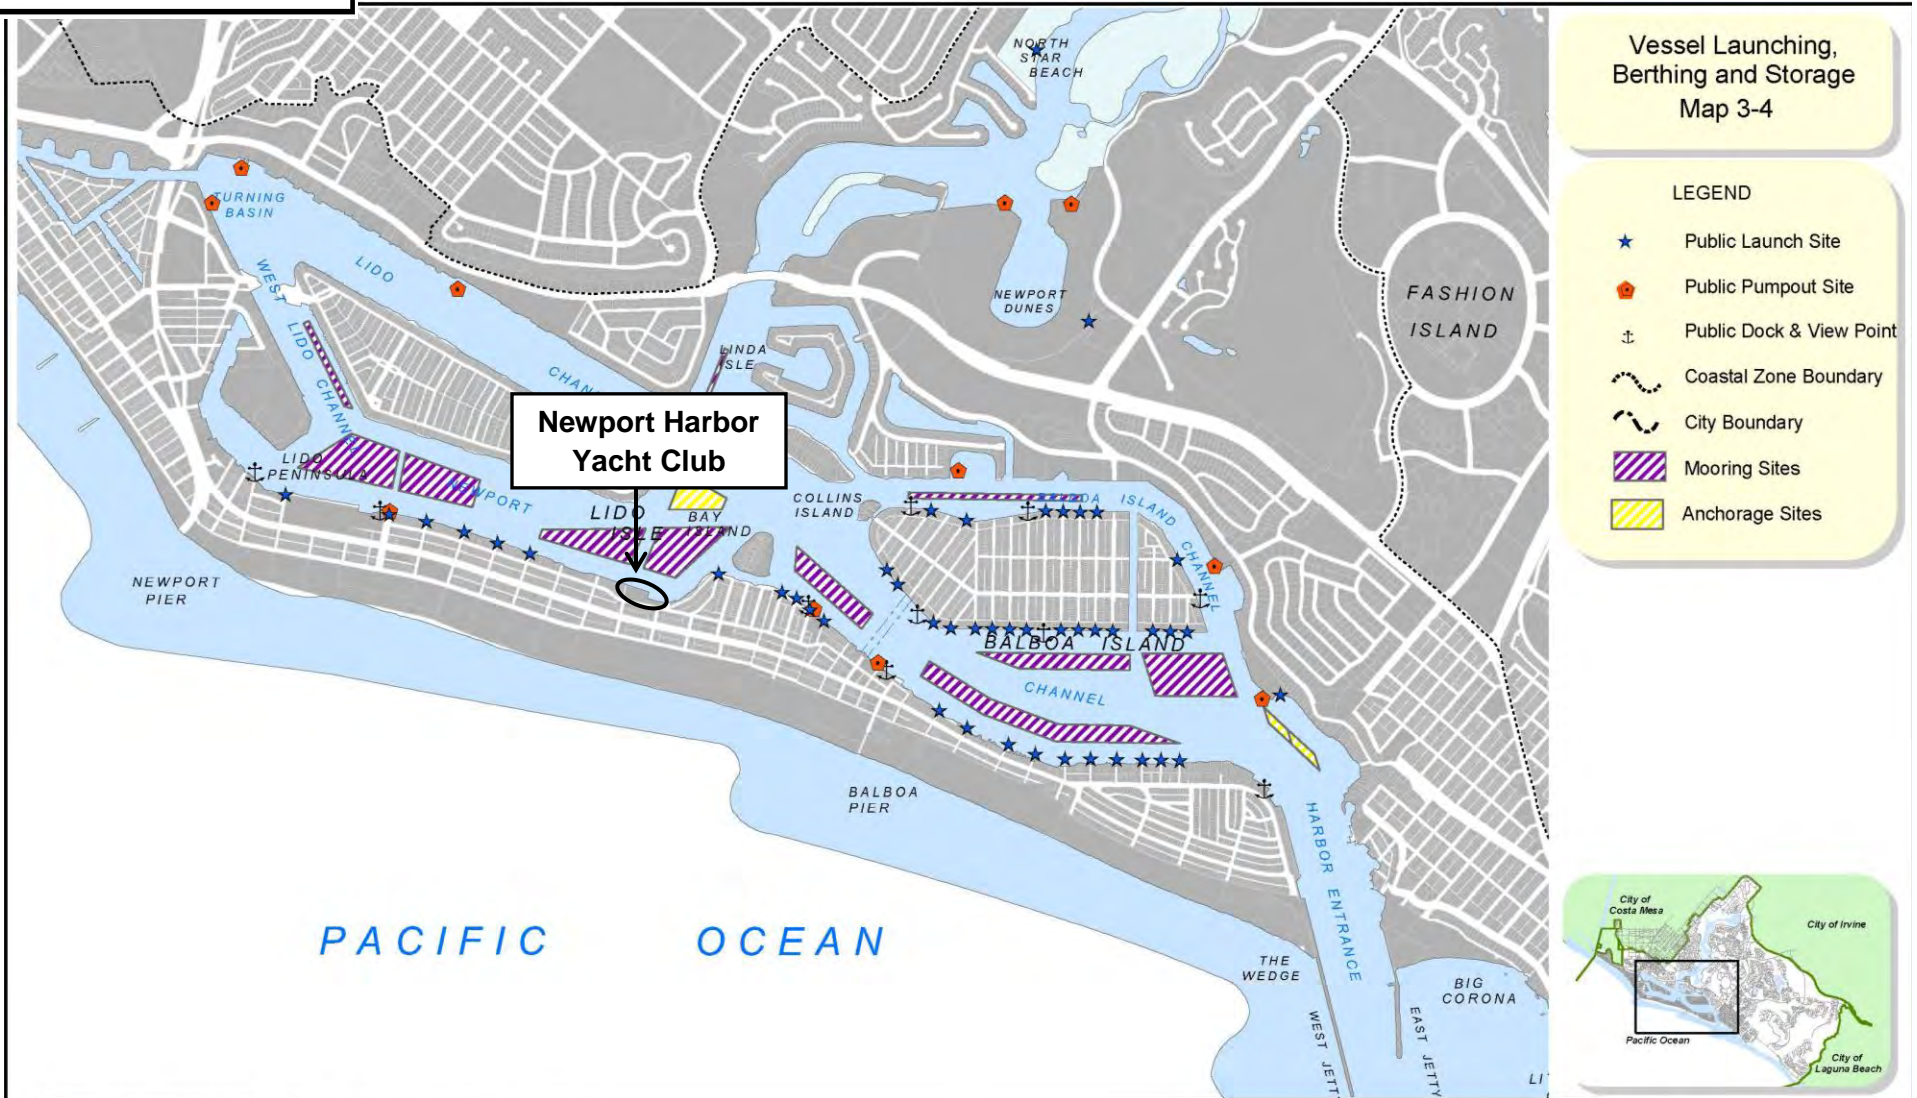 NORTH
STAR
BEACH
TURNING
BASIN
LIDO
WEST
LIDO
CHANNEL
NEWPORT
DUNES
FASHION
ISLAND
LINDA
ISLE
Newport Harbor
Yacht Club
LIDO
PENINSULA
NEWPORT
LIDO
ISLE
BAY
ISLAND
COLLINS
ISLAND
ISLAND
CHANNEL
NEWPORT
PIER
BALBOA ISLAND
CHANNEL
BALBOA
PIER
HARBOR ENTRANCE
PACIFIC OCEAN
THE
WEDGE
BIG
CORONA
WEST JETTY
EAST JETTY
Vessel Launching,
Berthing and Storage
Map 3-4
LEGEND
Public Launch Site
Public Pumpout Site
Public Dock & View Point
Coastal Zone Boundary
City Boundary
Mooring Sites
Anchorage Sites
City of
Costa Mesa
City of Irvine
Pacific Ocean
City of
Laguna Beach